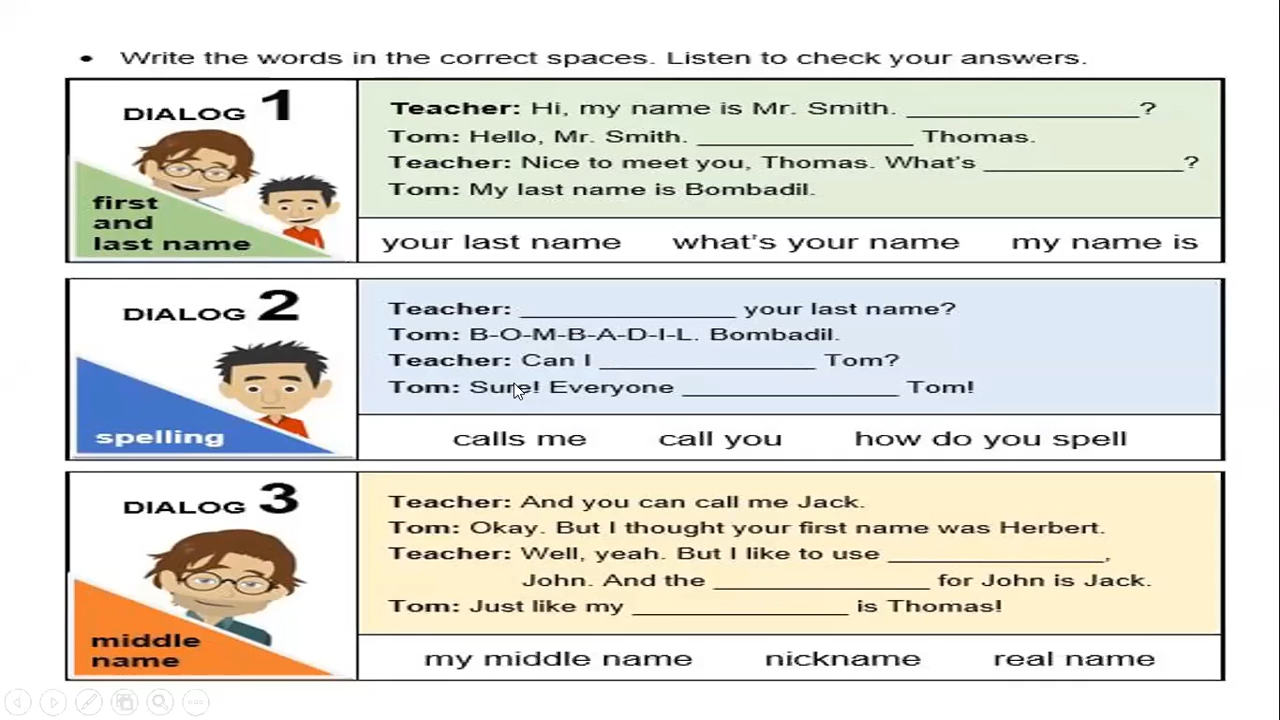 • Write the words in the correct spaces. Listen to check your answers.
DIALOG 1
first
and
last name
Teacher: Hi, my name is Mr. Smith. ________________?
Tom: Hello, Mr. Smith. ________________ Thomas.
Teacher: Nice to meet you, Thomas. What's ______________?
Tom: My last name is Bombadil.
your last name what's your name my name is
DIALOG 2
spelling
Teacher: ________________ your last name?
Tom: B-O-M-B-A-D-I-L. Bombadil.
Teacher: Can I ________________ Tom?
Tom: Sure! Everyone ________________ Tom!
calls me call you how do you spell
DIALOG 3
middle
name
Teacher: And you can call me Jack.
Tom: Okay. But I thought your first name was Herbert.
Teacher: Well, yeah. But I like to use ________________,
John. And the ________________ for John is Jack.
Tom: Just like my ________________ is Thomas!
my middle name nickname real name